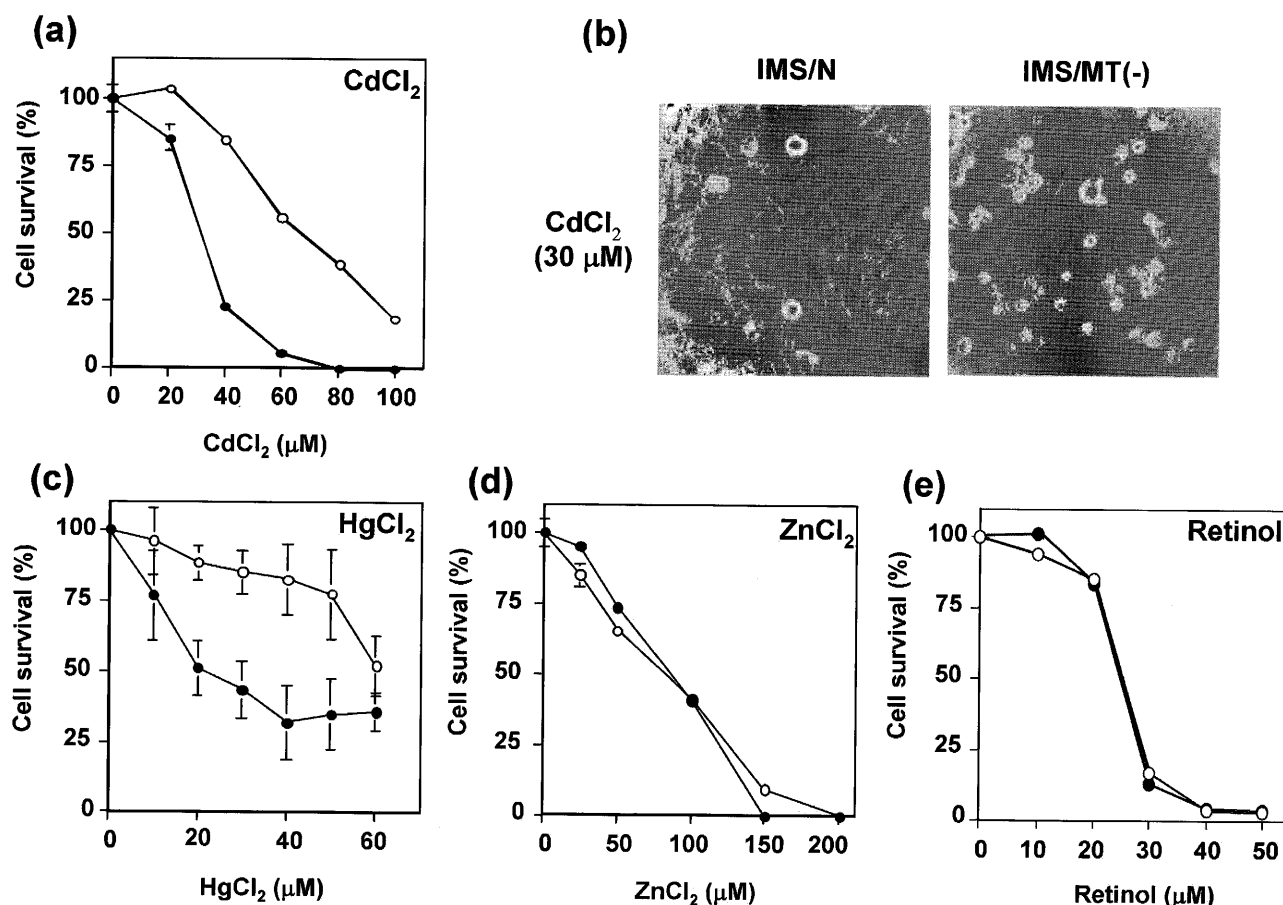 (a)
CdCl₂
Cell survival (%)
100
75
50
25
0
0 20 40 60 80 100
CdCl₂ (μM)
(b)
IMS/N IMS/MT(-)
CdCl₂
(30 μM)
(c)
HgCl₂
Cell survival (%)
100
75
50
25
0
0 20 40 60
HgCl₂ (μM)
(d)
ZnCl₂
Cell survival (%)
100
75
50
25
0
0 50 100 150 200
ZnCl₂ (μM)
(e)
Retinol
Cell survival (%)
100
75
50
25
0
0 10 20 30 40 50
Retinol (μM)